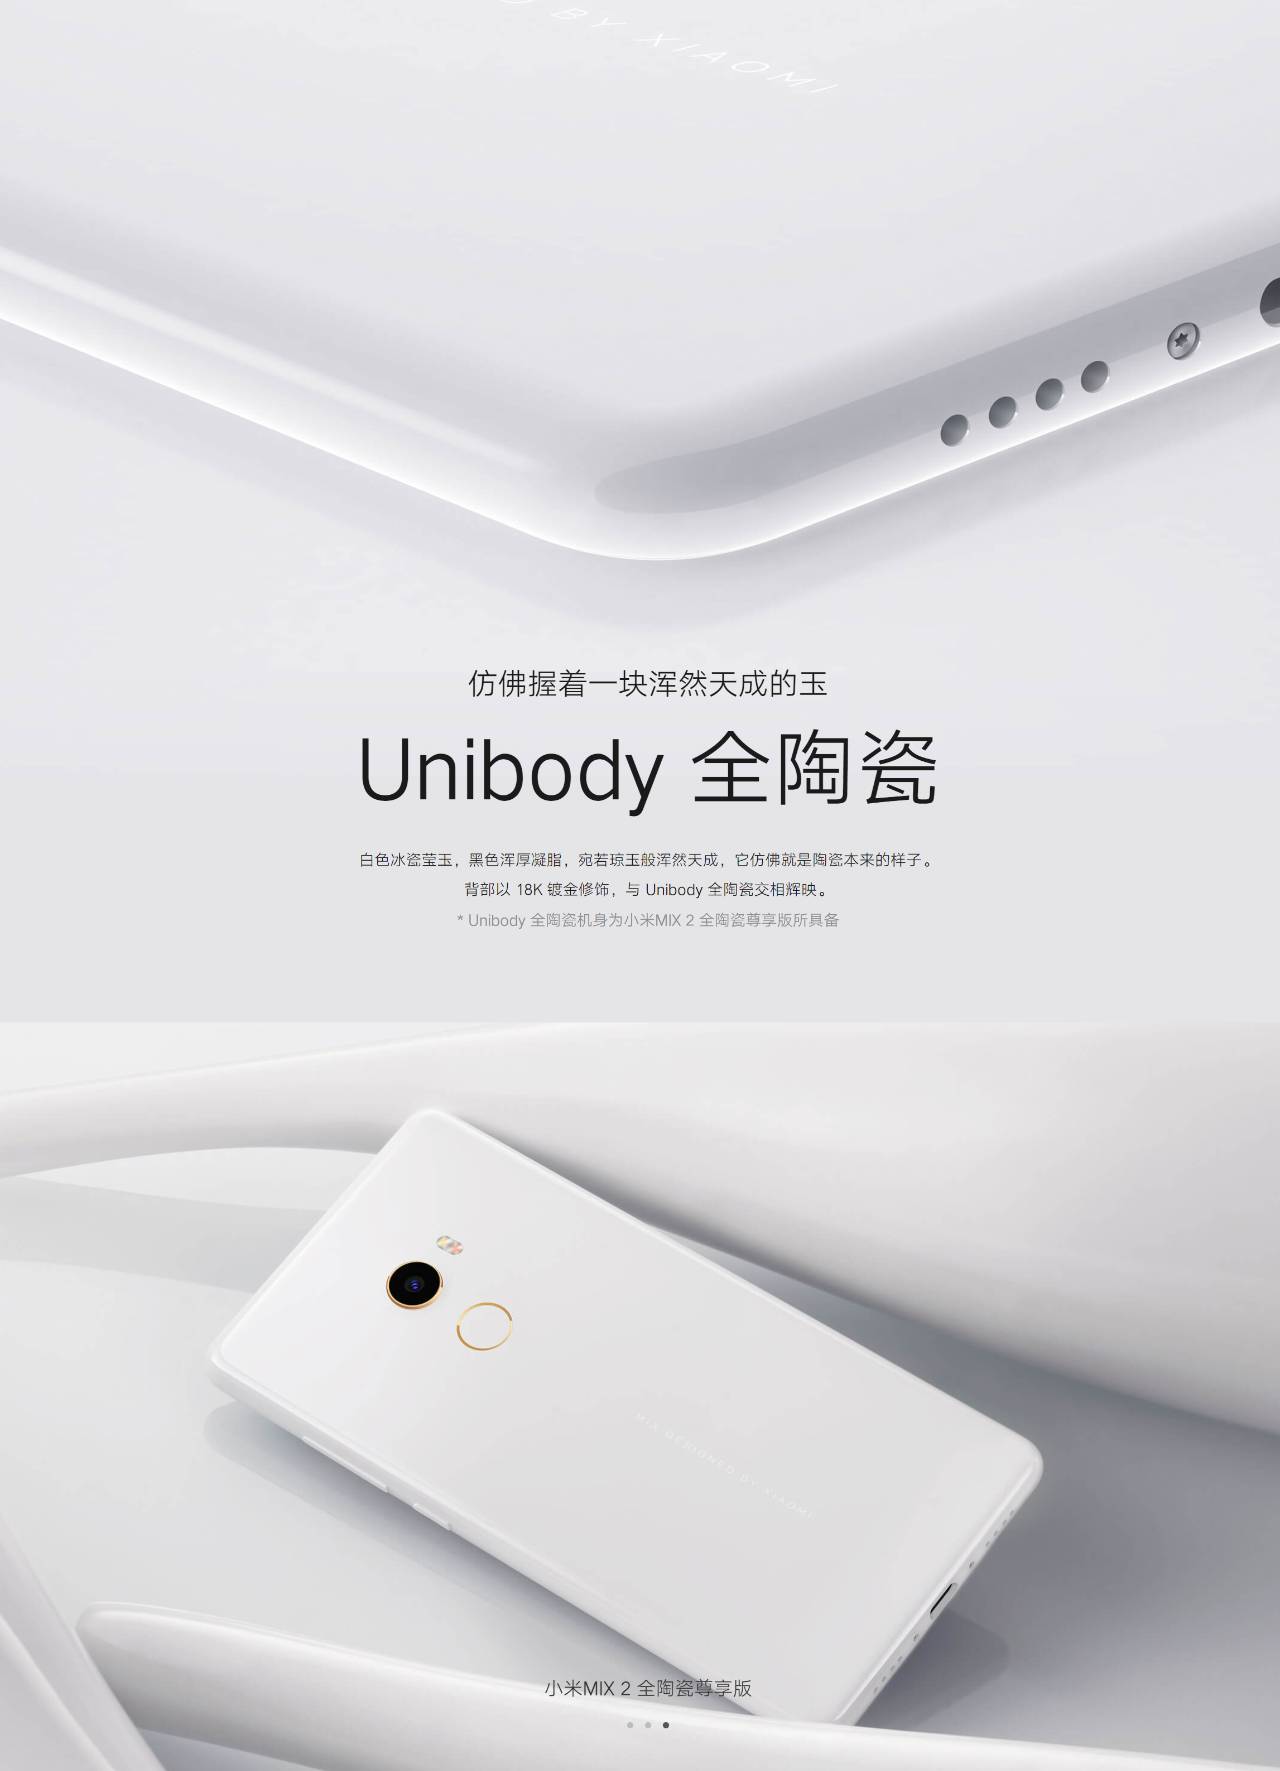 BY XIAOMI
仿佛握着一块浑然天成的玉
Unibody 全陶瓷
白色冰瓷莹玉，黑色浑厚凝脂，宛若琼玉般浑然天成，它仿佛就是陶瓷本来的样子。
背部以 18K 镀金修饰，与 Unibody 全陶瓷交相辉映。
* Unibody 全陶瓷机身为小米MIX 2 全陶瓷尊享版所具备
MIX DESIGNED BY XIAOMI
小米MIX 2 全陶瓷尊享版